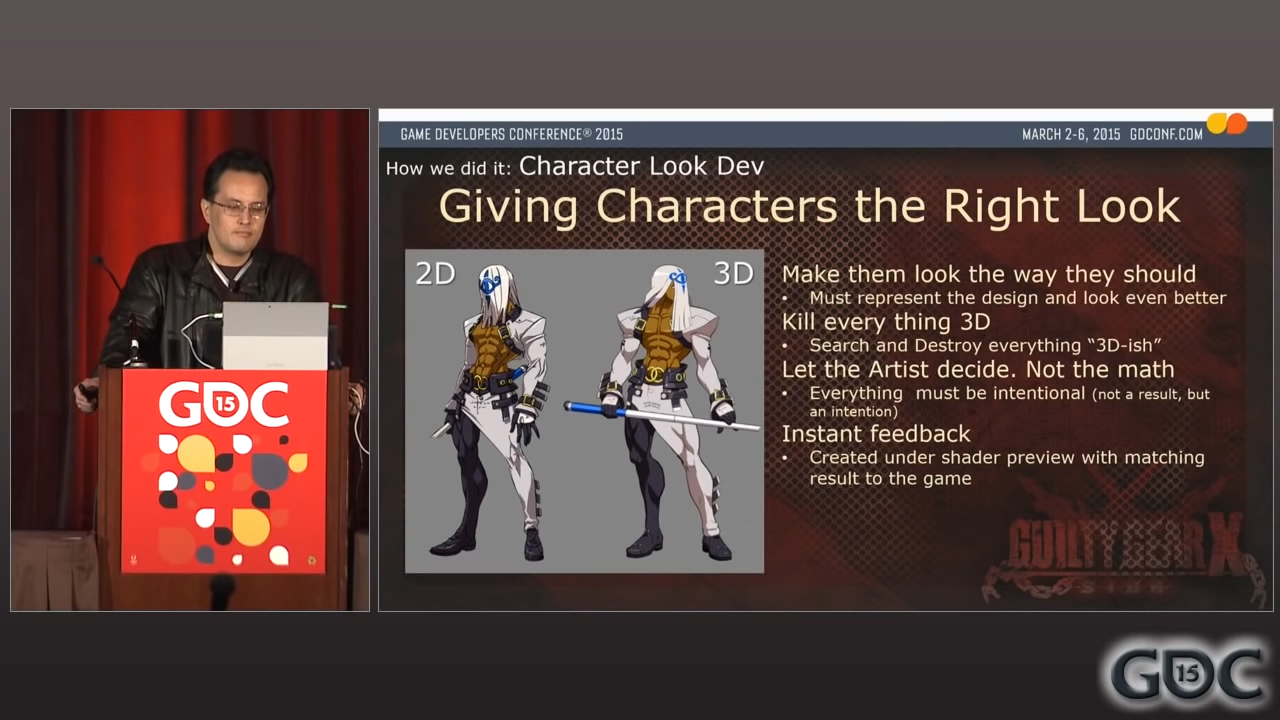 GAME DEVELOPERS CONFERENCE® 2015
MARCH 2-6, 2015 GDCONF.COM
How we did it: Character Look Dev
Giving Characters the Right Look
2D
3D
Make them look the way they should
• Must represent the design and look even better
Kill every thing 3D
• Search and Destroy everything “3D-ish”
Let the Artist decide. Not the math
• Everything must be intentional (not a result, but
an intention)
Instant feedback
• Created under shader preview with matching
result to the game
GUILTY GEAR X
SIGN
GDC
15
GDC
15